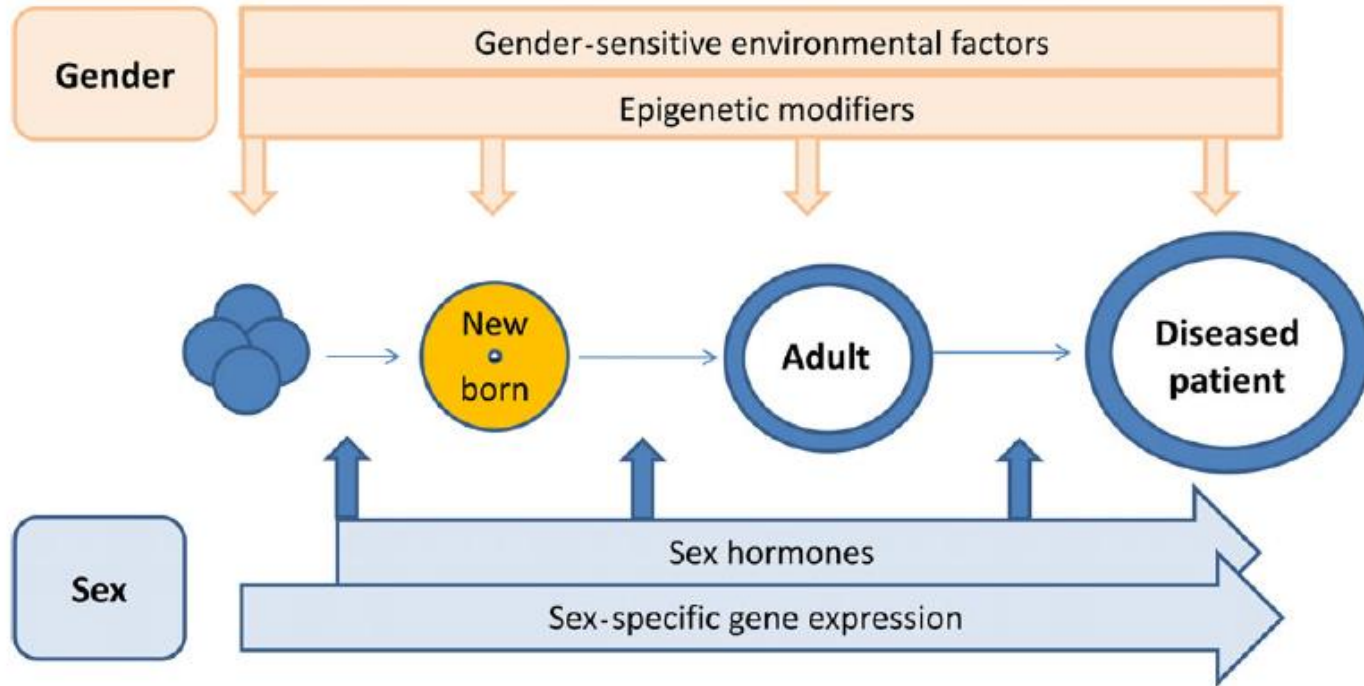 Gender
Gender-sensitive environmental factors
Epigenetic modifiers
New
born
Adult
Diseased
patient
Sex
Sex hormones
Sex-specific gene expression